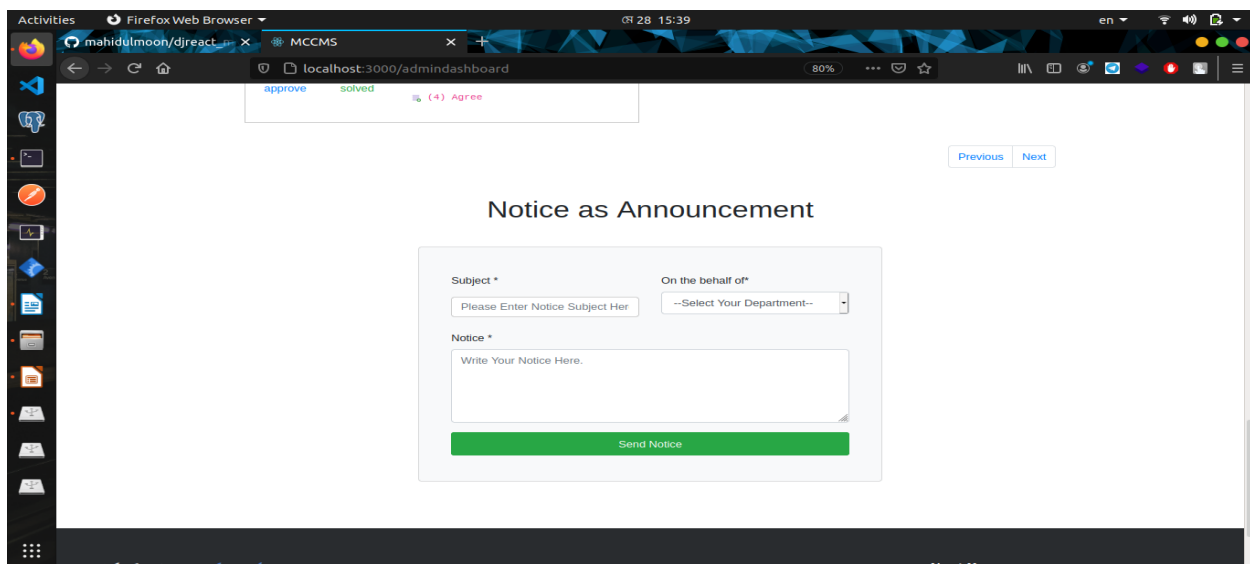 Activities Firefox Web Browser মে 28 15:39 en
mahidulmoon/djreact_ MCCMS
localhost:3000/admindashboard 80%
approve solved (4) Agree
Previous Next
Notice as Announcement
Subject * On the behalf of*
Please Enter Notice Subject Her --Select Your Department--
Notice *
Write Your Notice Here.
Send Notice